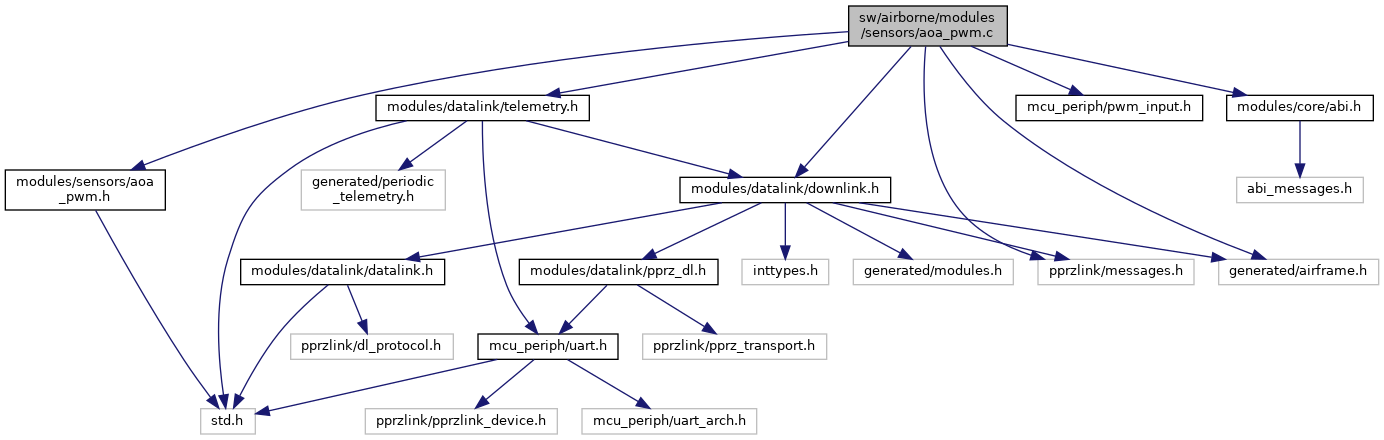 sw/airborne/modules
/sensors/aoa_pwm.c
modules/datalink/telemetry.h
mcu_periph/pwm_input.h
modules/core/abi.h
modules/sensors/aoa
_pwm.h
generated/periodic
_telemetry.h
modules/datalink/downlink.h
abi_messages.h
modules/datalink/datalink.h
modules/datalink/pprz_dl.h
inttypes.h
generated/modules.h
pprzlink/messages.h
generated/airframe.h
pprzlink/dl_protocol.h
mcu_periph/uart.h
pprzlink/pprz_transport.h
std.h
pprzlink/pprzlink_device.h
mcu_periph/uart_arch.h